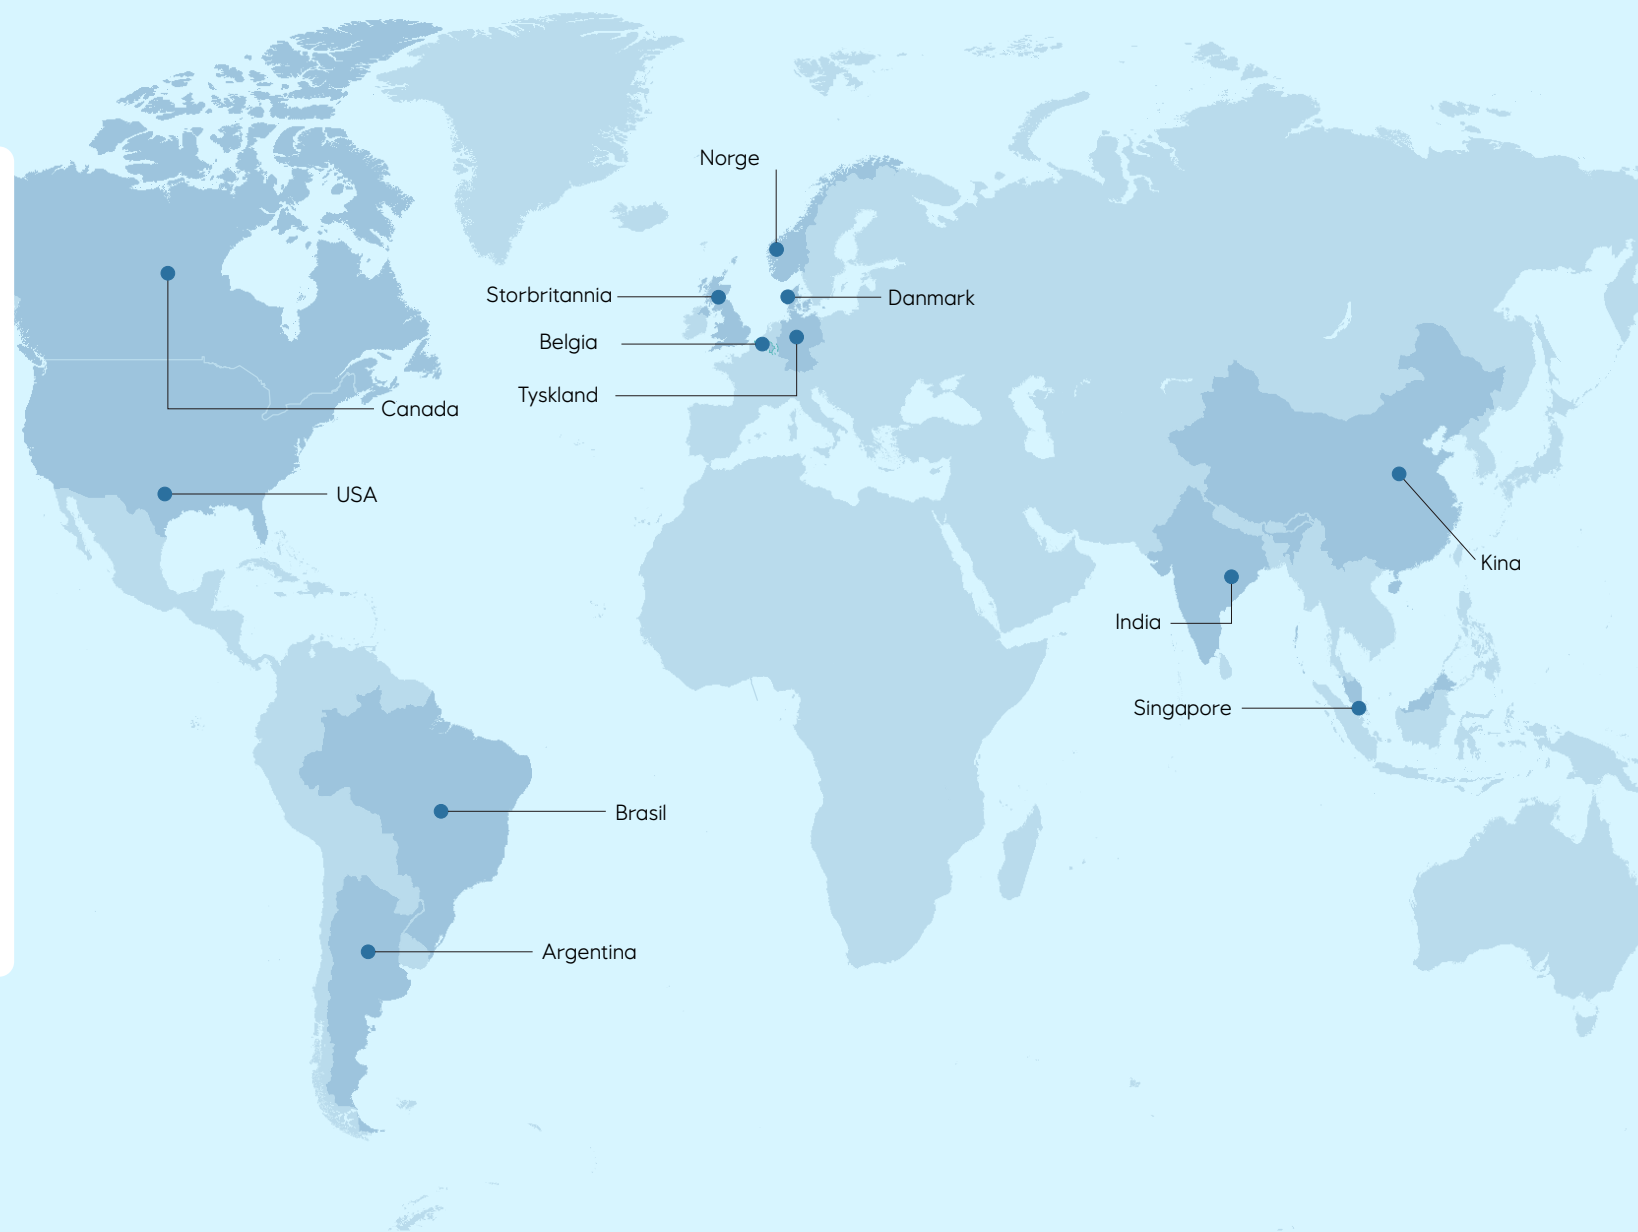 Norge
Storbritannia
Danmark
Belgia
Tyskland
Canada
USA
Kina
India
Singapore
Brasil
Argentina